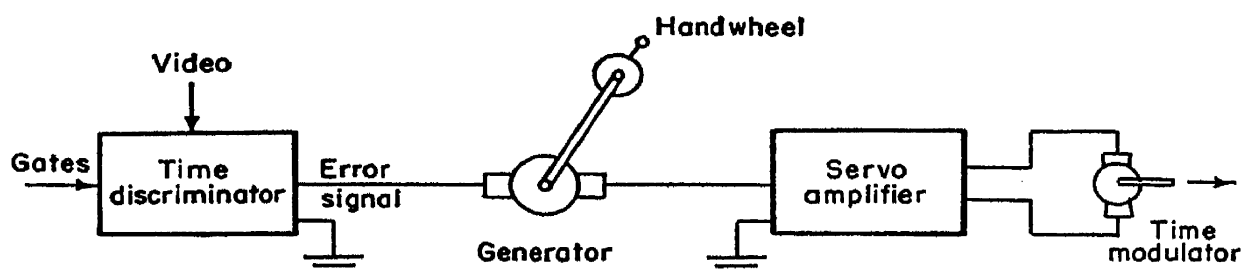 Handwheel
Video
Gates
Time
discriminator
Error
signal
Generator
Servo
amplifier
Time
modulator